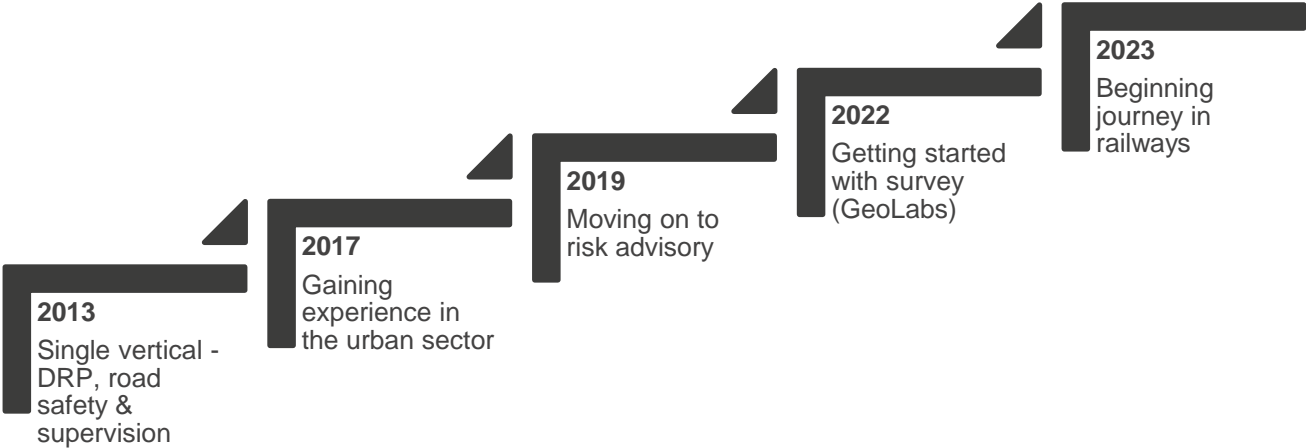 2013
Single vertical -
DRP, road
safety &
supervision
2017
Gaining
experience in
the urban sector
2019
Moving on to
risk advisory
2022
Getting started
with survey
(GeoLabs)
2023
Beginning
journey in
railways